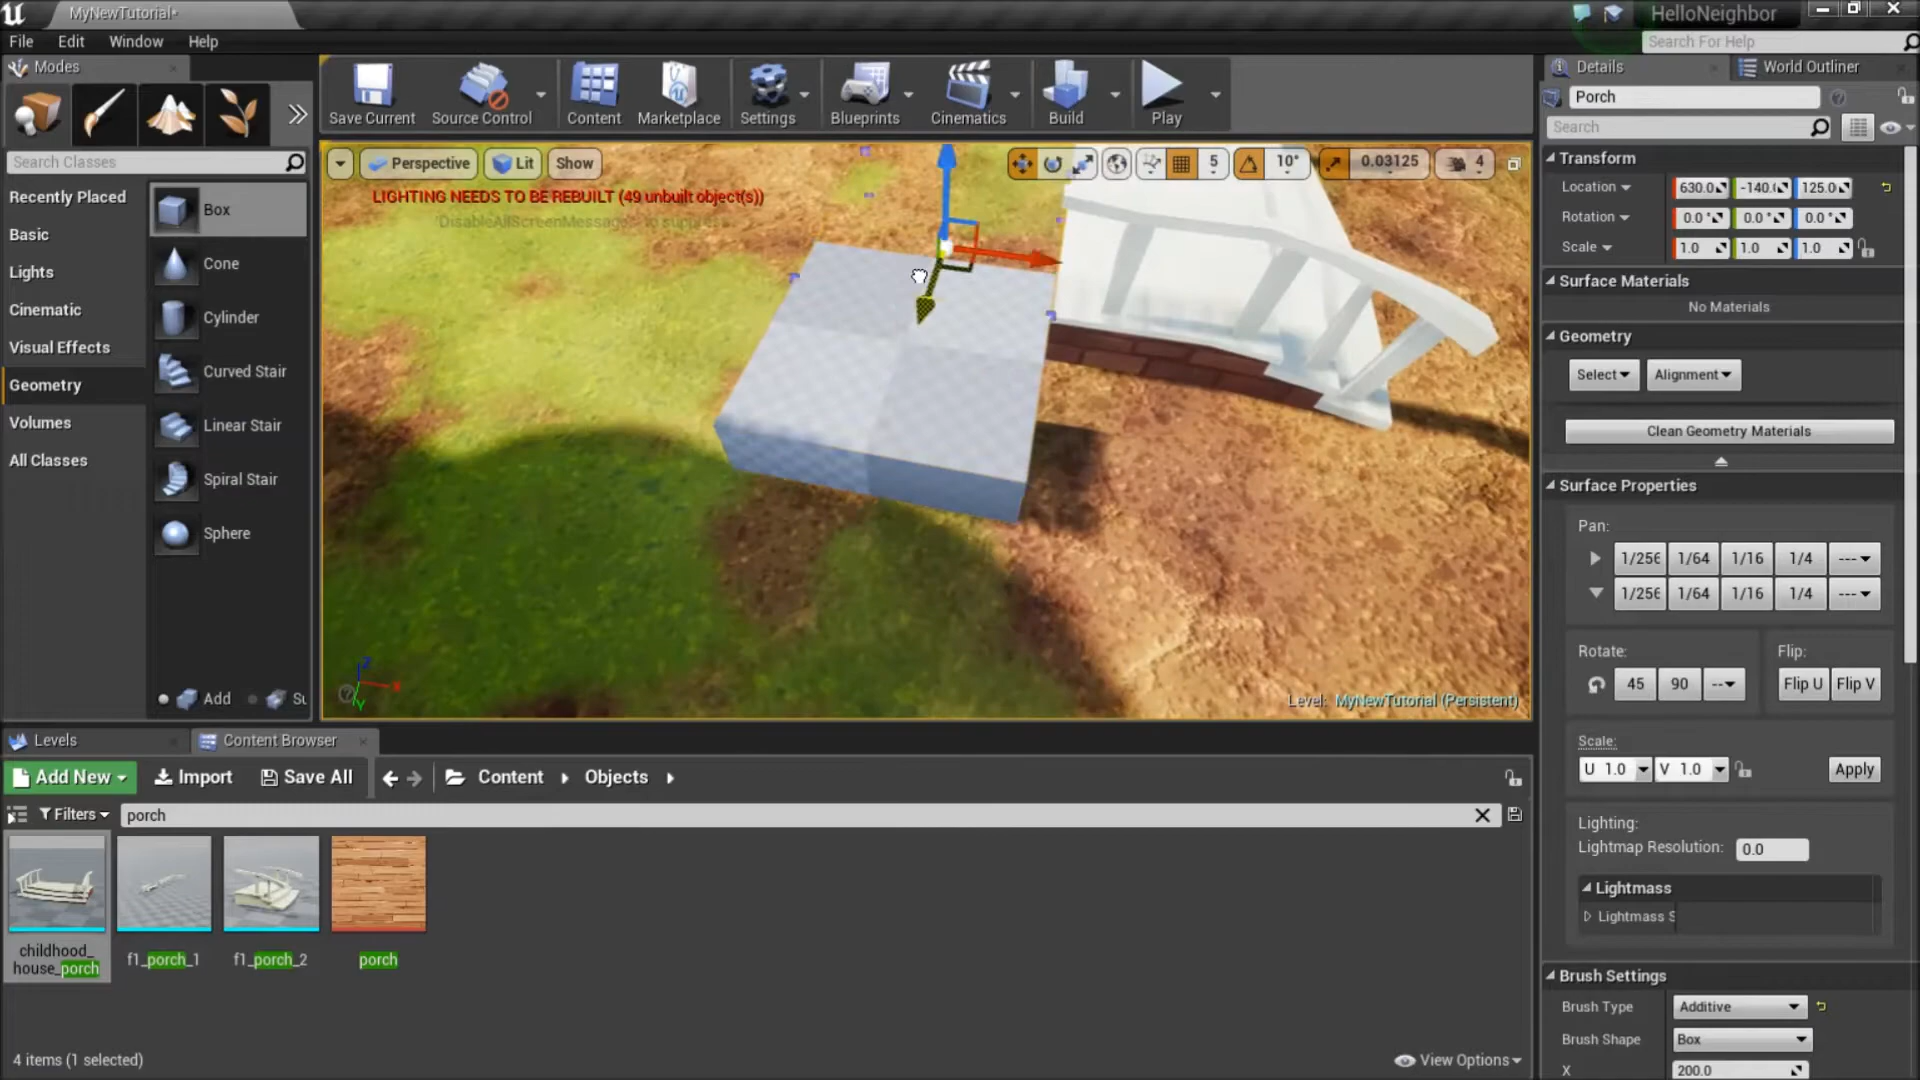 MyNewTutorial*
HelloNeighbor
File Edit Window Help
Search For Help
Modes
Details
World Outliner
Save Current
Source Control
Content
Marketplace
Settings
Blueprints
Cinematics
Build
Play
Porch
Search
Search Classes
Recently Placed
Basic
Lights
Cinematic
Visual Effects
Geometry
Volumes
All Classes
Box
Cone
Cylinder
Curved Stair
Linear Stair
Spiral Stair
Sphere
Add
Su
Perspective
Lit
Show
5
10°
0.03125
4
LIGHTING NEEDS TO BE REBUILT (49 unbuilt object(s))
'DisableAllScreenMessages' to suppress
Z
Y
Level: MyNewTutorial (Persistent)
Transform
Location 630.0 -140.( 125.0
Rotation 0.0 ° 0.0 ° 0.0 °
Scale 1.0 1.0 1.0
Surface Materials
No Materials
Geometry
Select
Alignment
Clean Geometry Materials
Surface Properties
Pan:
1/256 1/64 1/16 1/4 ---
1/256 1/64 1/16 1/4 ---
Rotate:
Flip:
45 90 --
Flip U Flip V
Scale:
U 1.0 V 1.0
Apply
Lighting:
Lightmap Resolution: 0.0
Lightmass
Lightmass S
Brush Settings
Brush Type Additive
Brush Shape Box
X 200.0
Levels
Content Browser
Add New
Import
Save All
Content
Objects
Filters
porch
childhood_
house_porch
f1_porch_1
f1_porch_2
porch
4 items (1 selected)
View Options